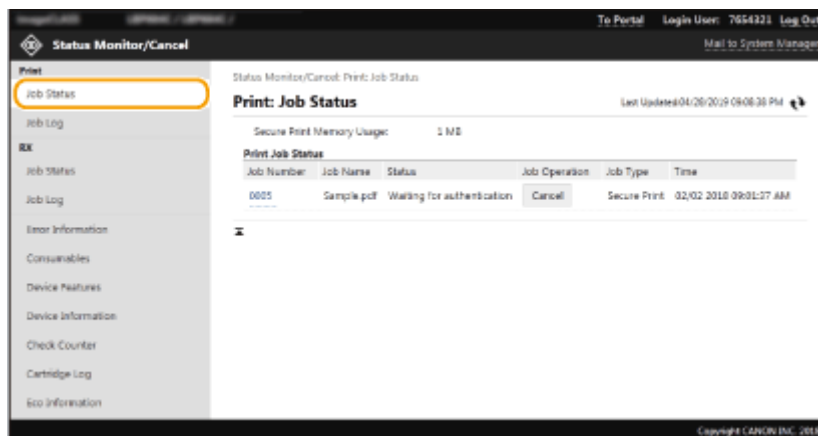 To Portal Login User: 7654321 Log Out
Status Monitor/Cancel
Mail to System Manager
Print
Job Status
Job Log
RX
Job Status
Job Log
Error Information
Consumables
Device Features
Device Information
Check Counter
Cartridge Log
Eco Information
Status Monitor/Cancel: Print: Job Status
Print: Job Status
Last Updated:04/28/2019 09:08:38 PM
Secure Print Memory Usage: 1 MB
Print Job Status
Job Number Job Name Status Job Operation Job Type Time
0005 Sample.pdf Waiting for authentication Cancel Secure Print 02/02 2018 09:01:37 AM
Copyright CANON INC. 2018